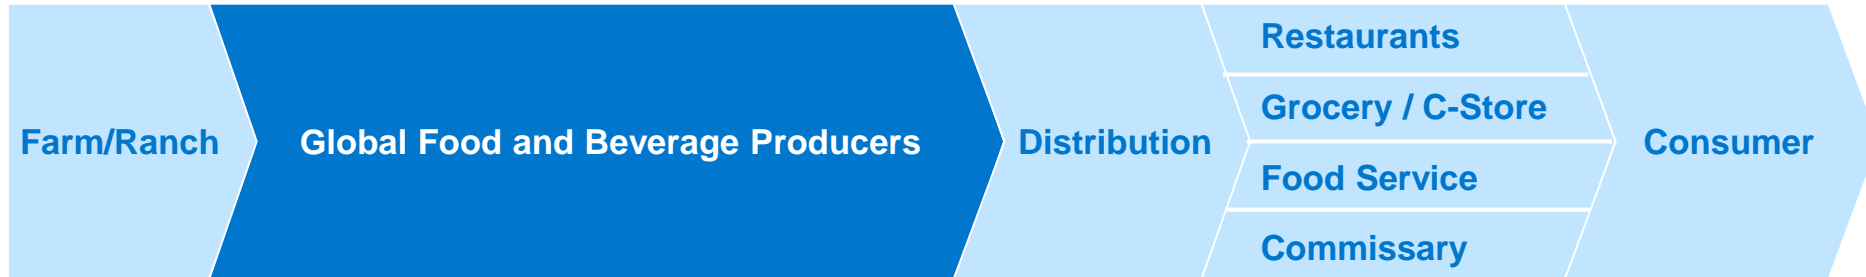 Farm/Ranch
Global Food and Beverage Producers
Distribution
Restaurants
Grocery / C-Store
Food Service
Commissary
Consumer